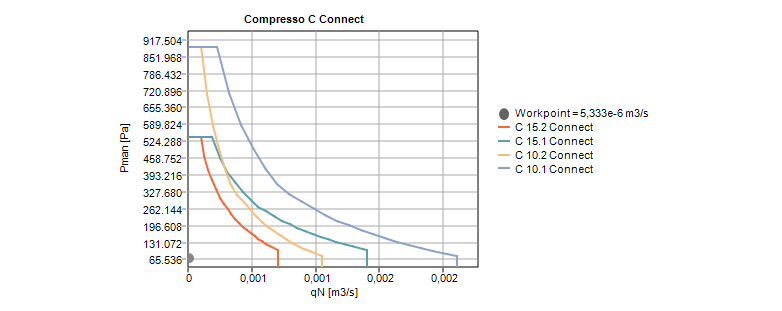 Compresso C Connect
917.504
851.968
786.432
720.896
655.360
589.824
524.288
458.752
393.216
327.680
262.144
196.608
131.072
65.536
Pman [Pa]
0
0,001
0,001
0,002
0,002
qN [m3/s]
Workpoint = 5,333e-6 m3/s
C 15.2 Connect
C 15.1 Connect
C 10.2 Connect
C 10.1 Connect